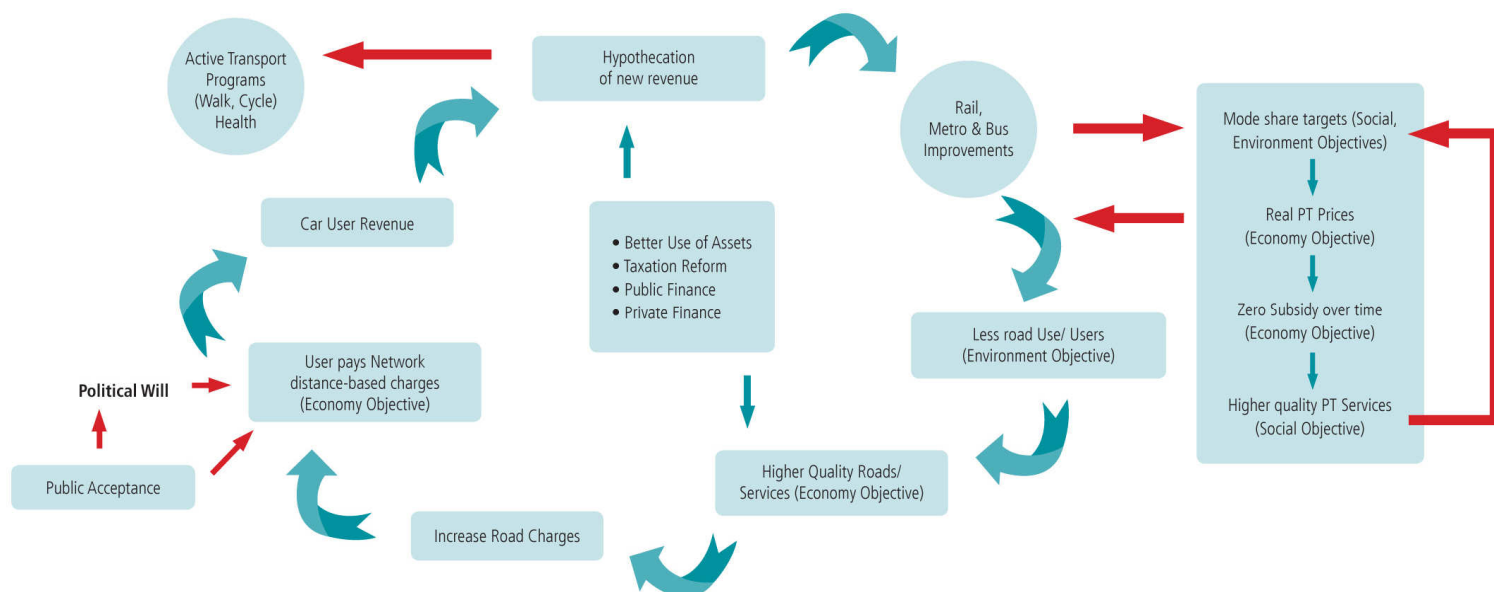 Active Transport
Programs
(Walk, Cycle)
Health
Hypothecation
of new revenue
Rail,
Metro & Bus
Improvements
Mode share targets (Social,
Environment Objectives)
Real PT Prices
(Economy Objective)
Zero Subsidy over time
(Economy Objective)
Higher quality PT Services
(Social Objective)
Car User Revenue
• Better Use of Assets
• Taxation Reform
• Public Finance
• Private Finance
Less road Use/ Users
(Environment Objective)
User pays Network
distance-based charges
(Economy Objective)
Political Will
Public Acceptance
Higher Quality Roads/
Services (Economy Objective)
Increase Road Charges